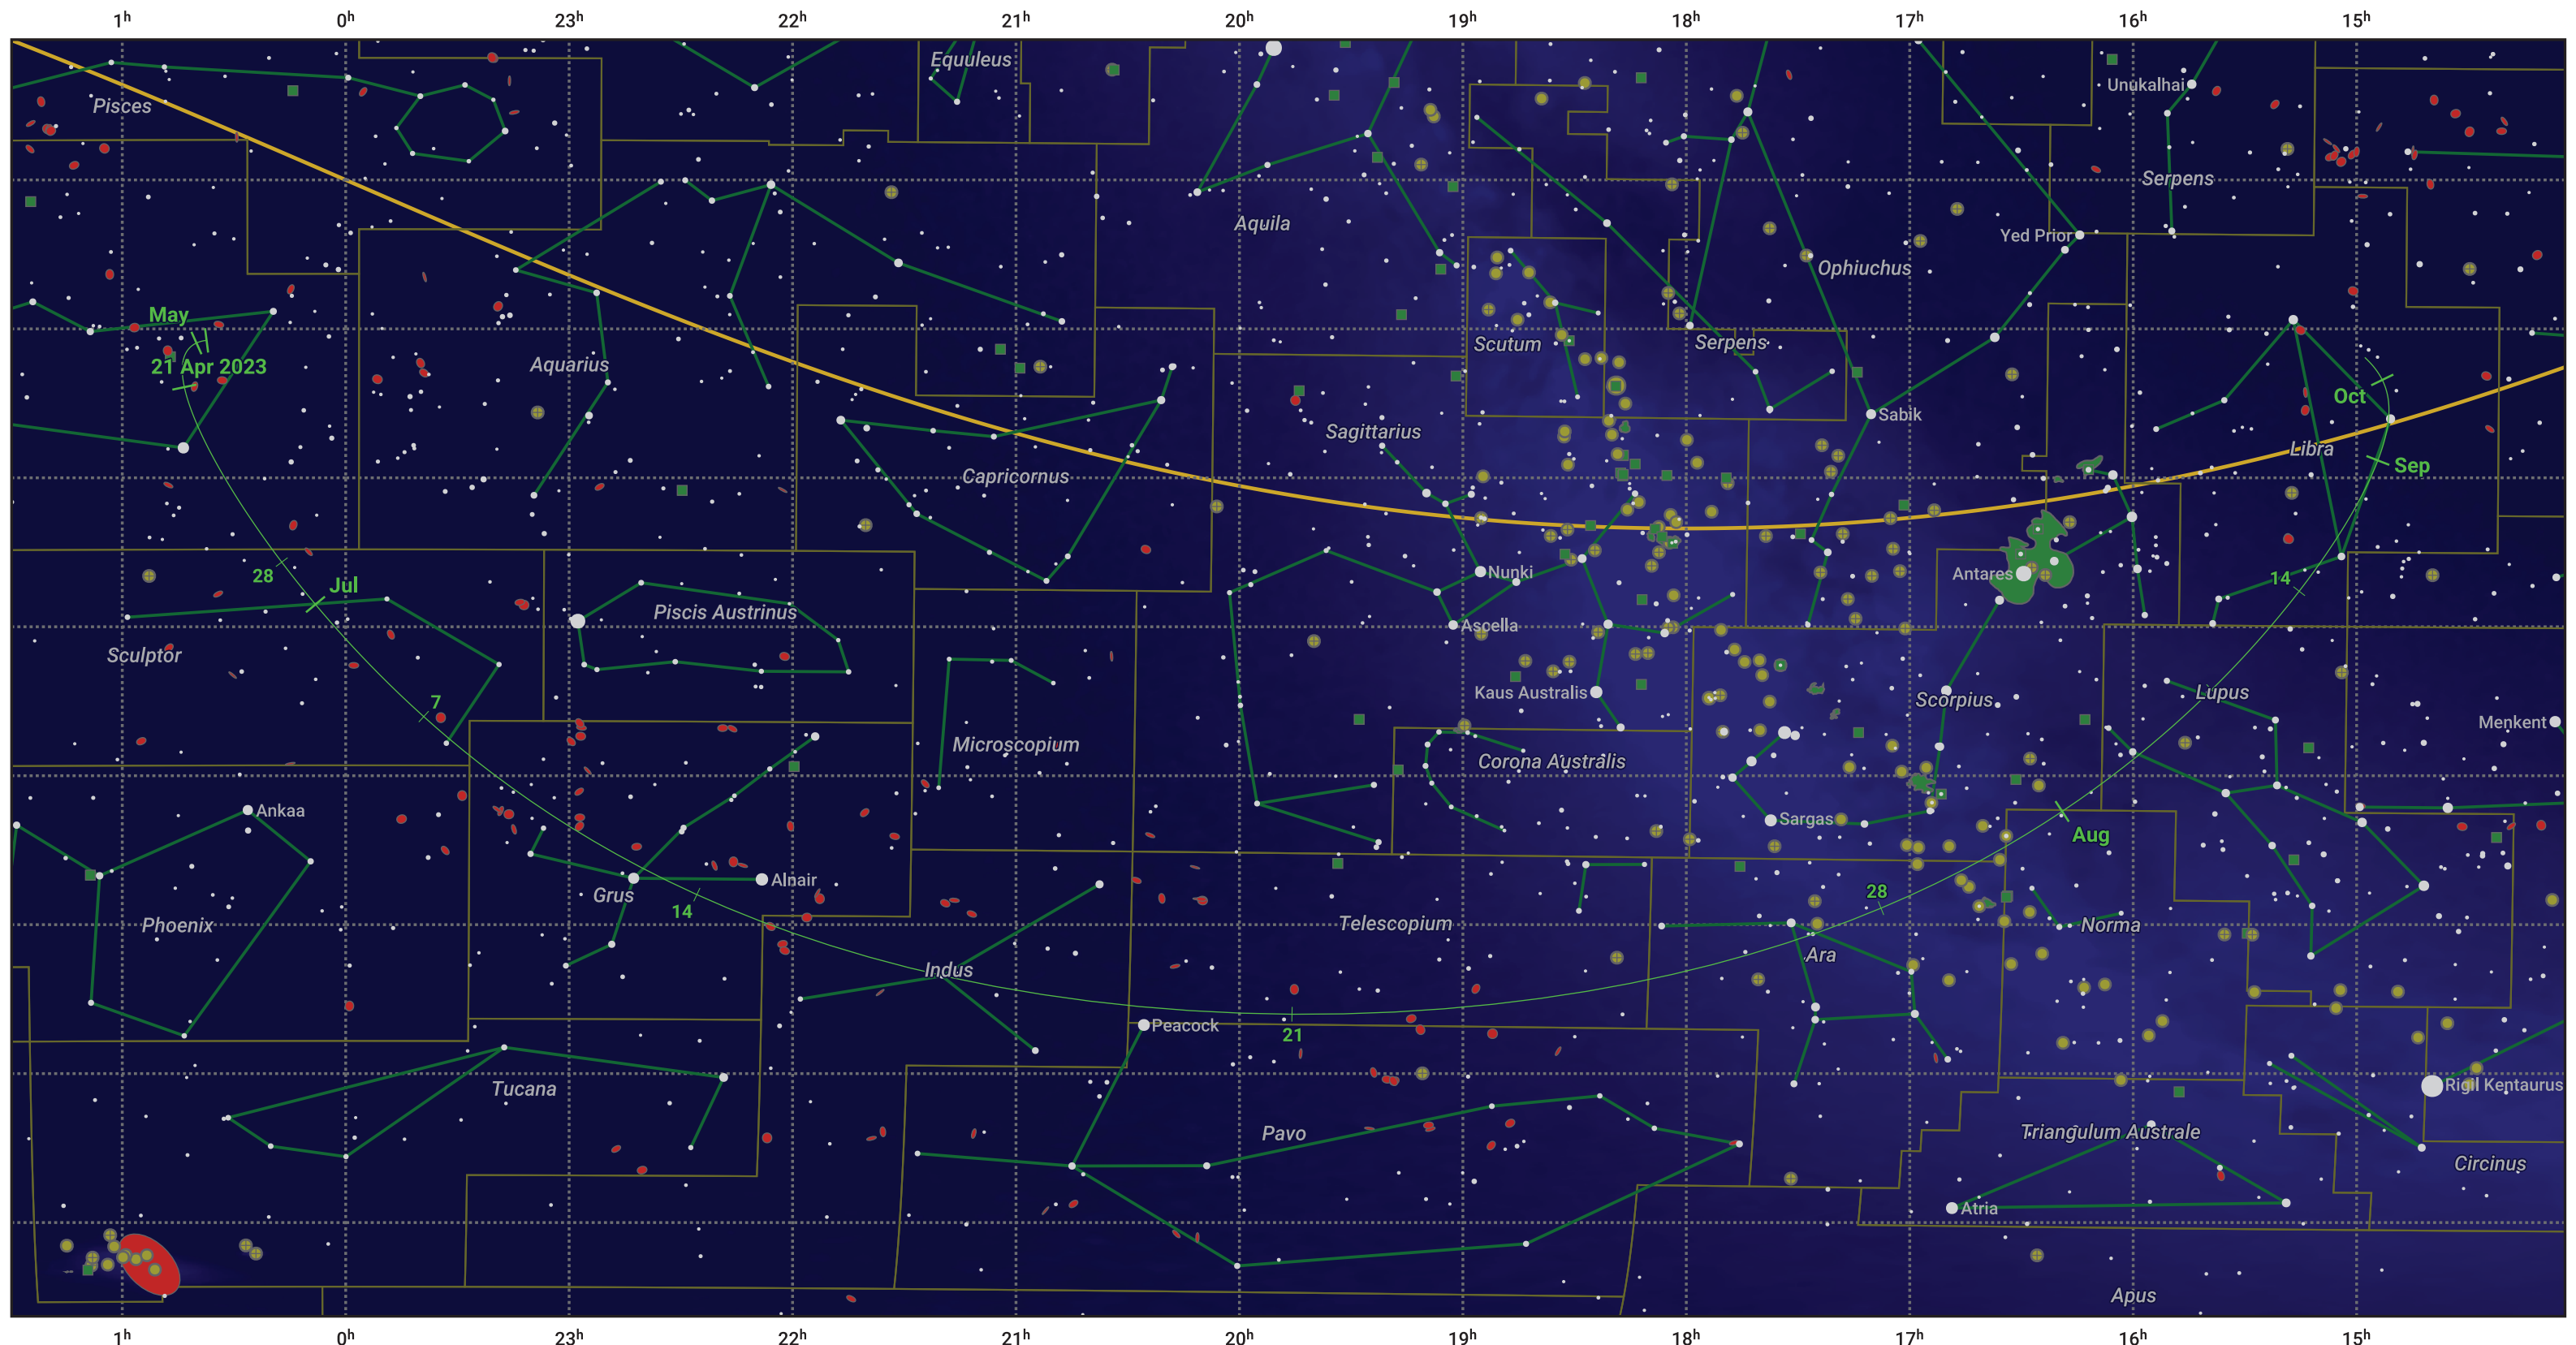 1h 0h 23h 22h 21h 20h 19h 18h 17h 16h 15h
Equuleus
Unukalhai
Pisces
Serpens
Aquila
Yed Prior
Ophiuchus
May
Scutum
Serpens
21 Apr 2023
Aquarius
Oct
Sabik
Sagittarius
Libra
Sep
Capricornus
Nunki
Antares
28
14
Jul
Piscis Austrinus
Ascella
Sculptor
Kaus Australis
Lupus
7
Scorpius
Menkent
Microscopium
Corona Australis
Ankaa
Sargas
Aug
Alnair
Grus
28
14
Phoenix
Telescopium
Norma
Ara
Indus
Peacock
21
Tucana
Rigil Kentaurus
Pavo
Triangulum Australe
Circinus
Atria
Apus
1h 0h 23h 22h 21h 20h 19h 18h 17h 16h 15h